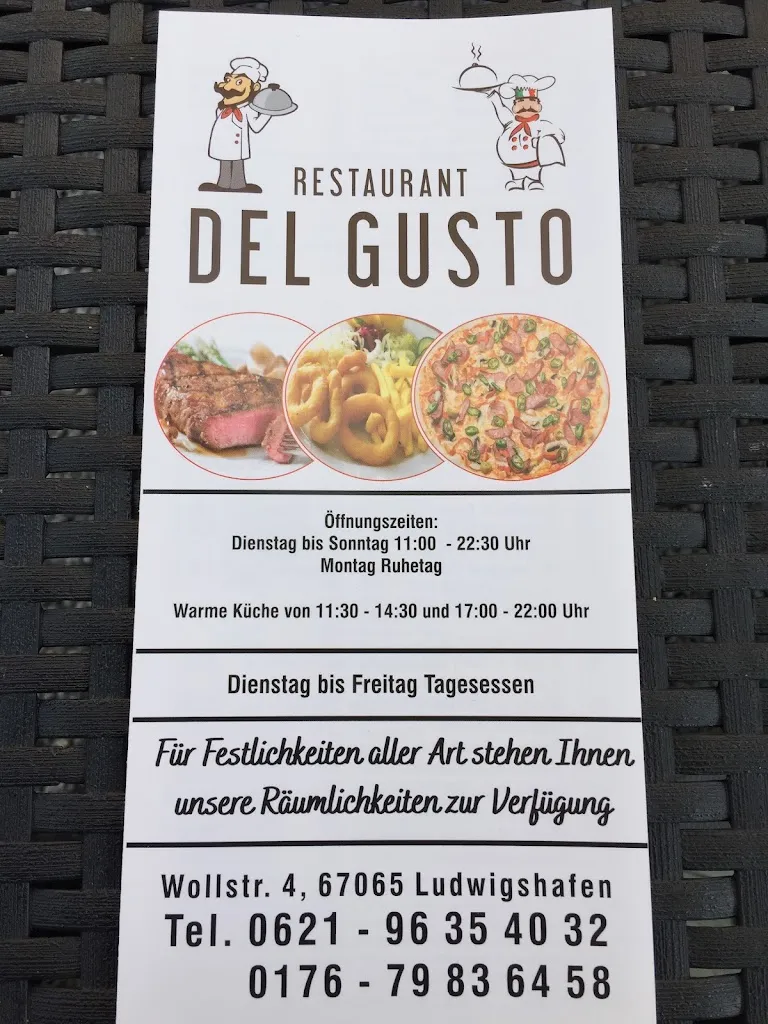 RESTAURANT
DEL GUSTO
Öffnungszeiten:
Dienstag bis Sonntag 11:00 - 22:30 Uhr
Montag Ruhetag
Warme Küche von 11:30 - 14:30 und 17:00 - 22:00 Uhr
Dienstag bis Freitag Tagesessen
Für Festlichkeiten aller Art stehen Ihnen
unsere Räumlichkeiten zur Verfügung
Wollstr. 4, 67065 Ludwigshafen
Tel. 0621 - 96 35 40 32
0176 - 79 83 64 58